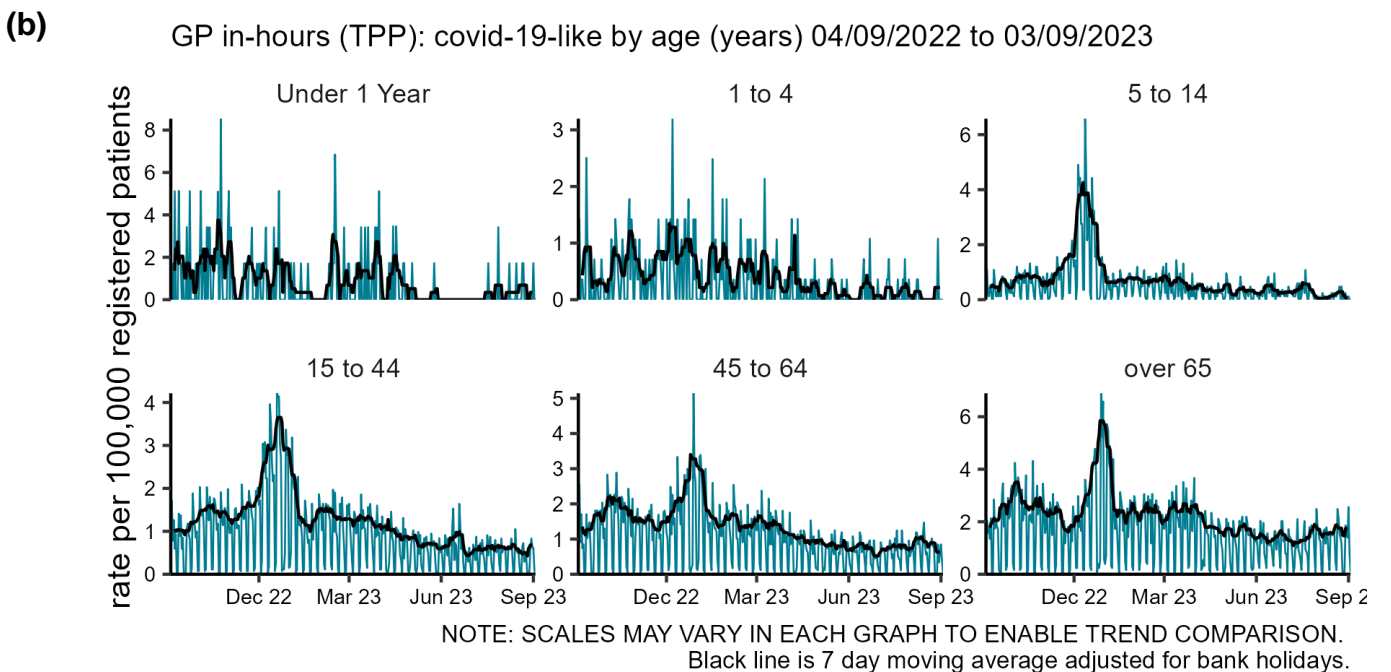 (b)
GP in-hours (TPP): covid-19-like by age (years) 04/09/2022 to 03/09/2023
rate per 100,000 registered patients
Under 1 Year
8
6
4
2
0
1 to 4
3
2
1
0
5 to 14
6
4
2
0
15 to 44
4
3
2
1
0
Dec 22 Mar 23 Jun 23 Sep 23
45 to 64
5
4
3
2
1
0
Dec 22 Mar 23 Jun 23 Sep 23
over 65
6
4
2
0
Dec 22 Mar 23 Jun 23 Sep 2
NOTE: SCALES MAY VARY IN EACH GRAPH TO ENABLE TREND COMPARISON.
Black line is 7 day moving average adjusted for bank holidays.